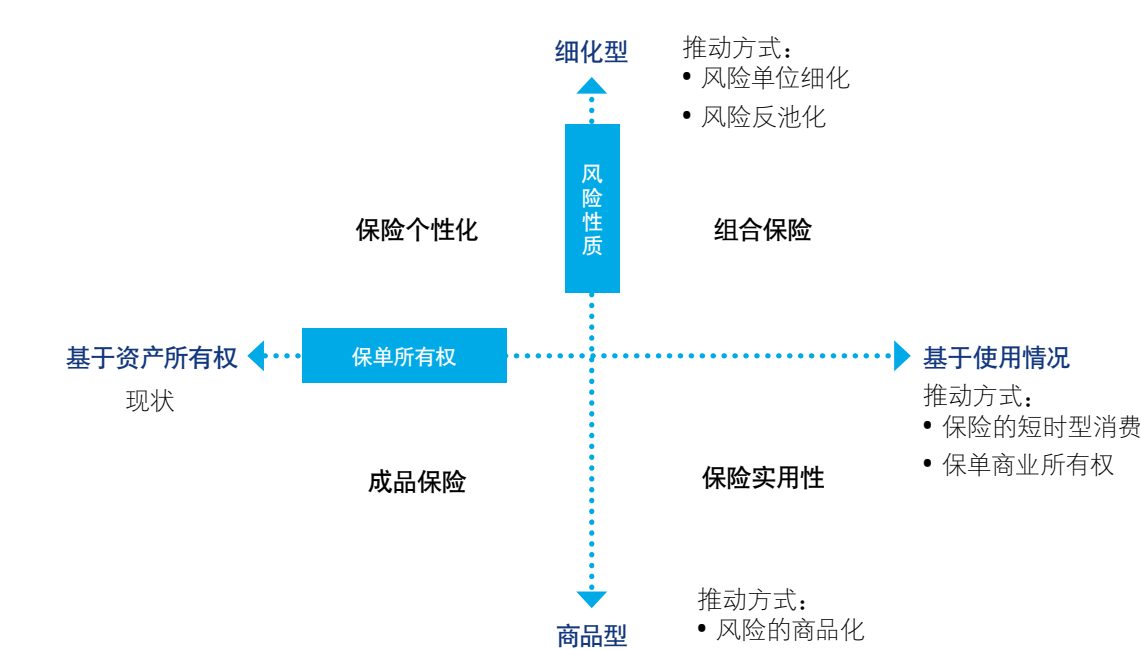 细化型
推动方式：
• 风险单位细化
• 风险反池化
风险性质
保险个性化
组合保险
基于资产所有权
现状
保单所有权
基于使用情况
推动方式：
• 保险的短时型消费
• 保单商业所有权
成品保险
保险实用性
商品型
推动方式：
• 风险的商品化